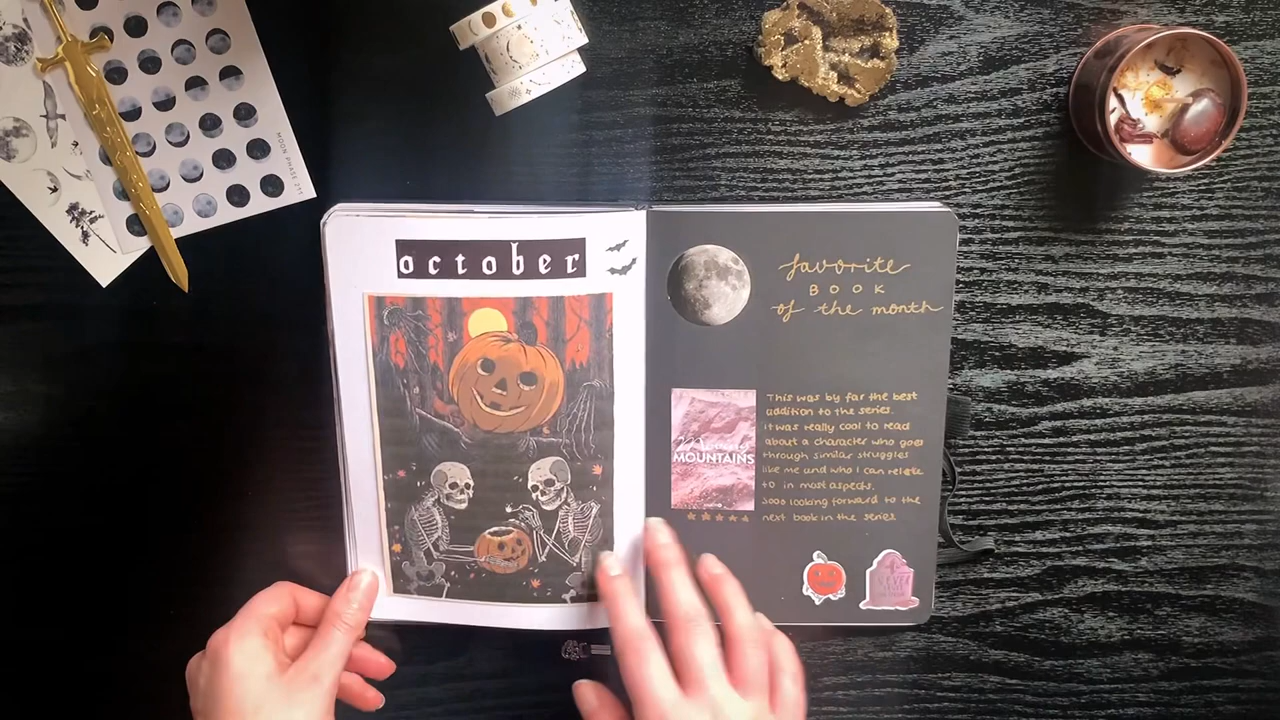 MOON PHASE 211
october
favorite
BOOK
of the month
Moving
MOUNTAINS
This was by far the best
addition to the series.
it was really cool to read
about a character who goes
through similar struggles
like me and who I can relate
to in most aspects.
Sooo looking forward to the
next book in the series.